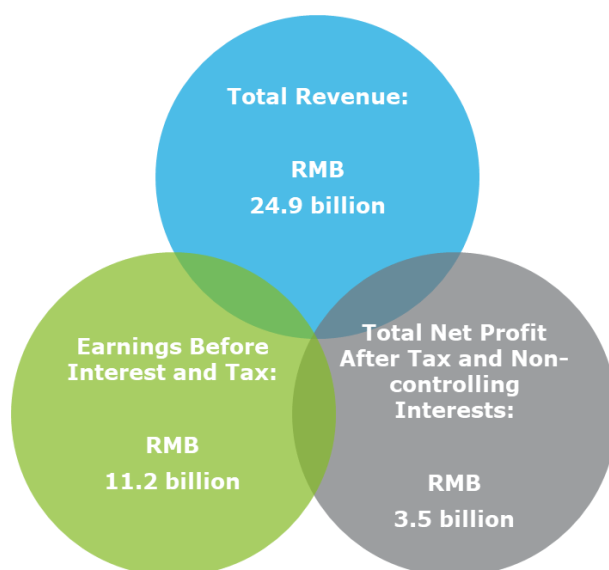 Total Revenue:
RMB
24.9 billion
Earnings Before
Interest and Tax:
RMB
11.2 billion
Total Net Profit
After Tax and Non-
controlling
Interests:
RMB
3.5 billion